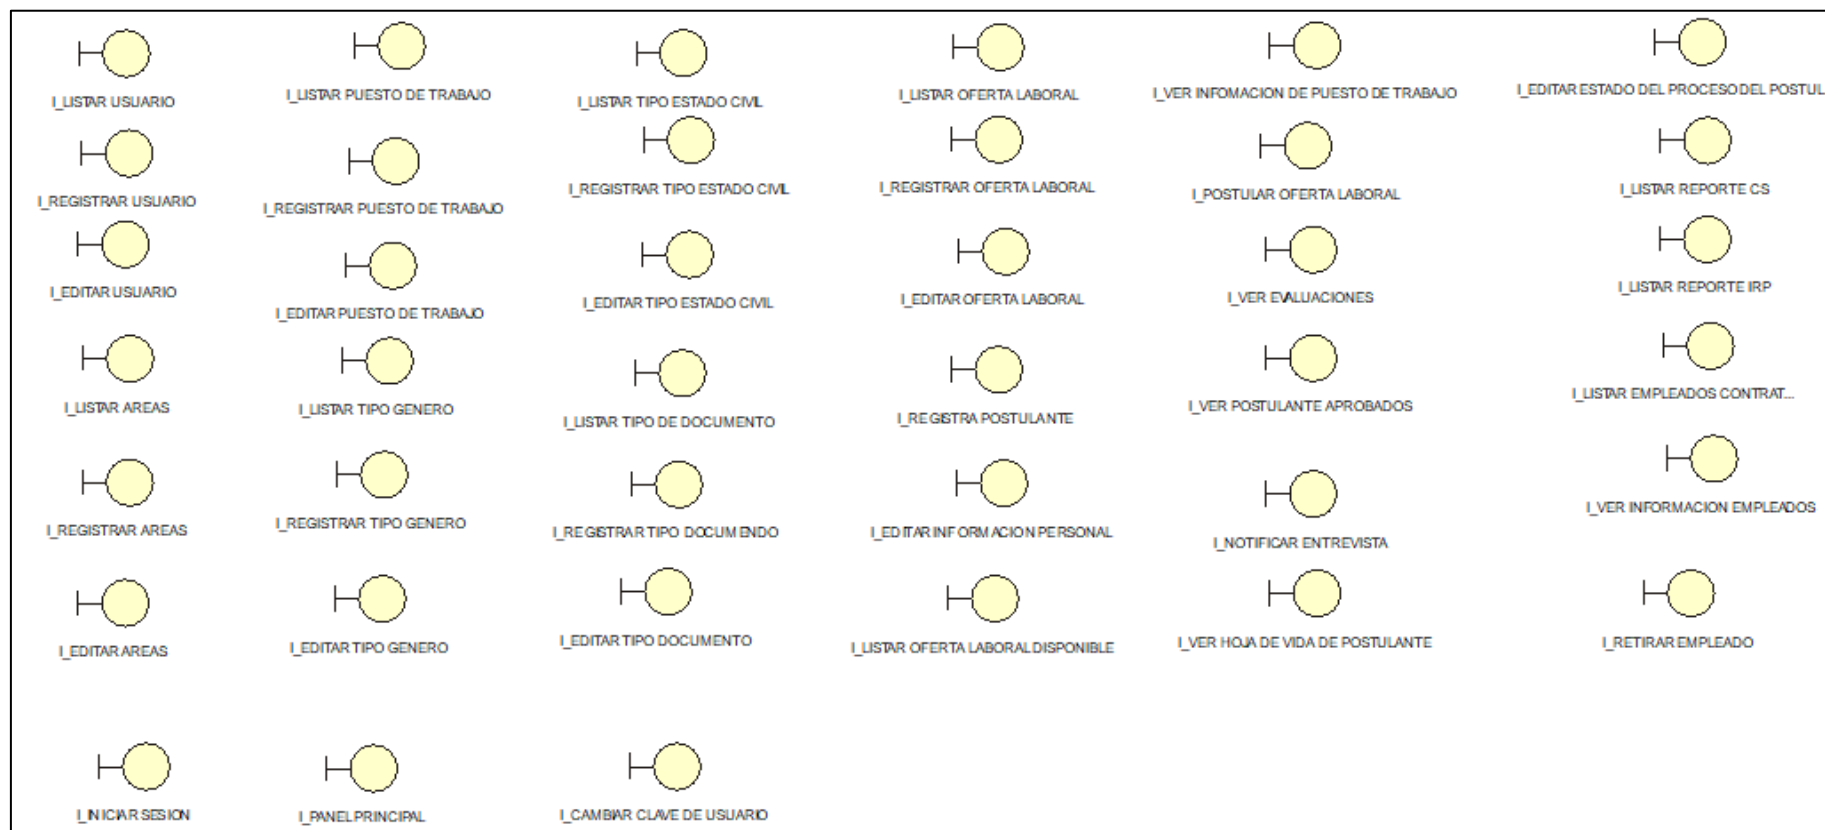 I_LISTAR USUARIO
I_LISTAR PUESTO DE TRABAJO
I_LISTAR TIPO ESTADO CIVIL
I_LISTAR OFERTA LABORAL
I_VER INFOMACION DE PUESTO DE TRABAJO
I_EDITAR ESTADO DEL PROCESO DEL POSTUL
I_REGISTRAR USUARIO
I_REGISTRAR PUESTO DE TRABAJO
I_REGISTRAR TIPO ESTADO CIVIL
I_REGISTRAR OFERTA LABORAL
I_POSTULAR OFERTA LABORAL
I_LISTAR REPORTE CS
I_EDITAR USUARIO
I_EDITAR PUESTO DE TRABAJO
I_EDITAR TIPO ESTADO CIVIL
I_EDITAR OFERTA LABORAL
I_VER EVALUACIONES
I_LISTAR REPORTE IRP
I_LISTAR AREAS
I_LISTAR TIPO GENERO
I_LISTAR TIPO DE DOCUMENTO
I_REGISTRA POSTULANTE
I_VER POSTULANTE APROBADOS
I_LISTAR EMPLEADOS CONTRAT...
I_REGISTRAR AREAS
I_REGISTRAR TIPO GENERO
I_REGISTRAR TIPO DOCUMENDO
I_EDITAR INFORMACION PERSONAL
I_NOTIFICAR ENTREVISTA
I_VER INFORMACION EMPLEADOS
I_EDITAR AREAS
I_EDITAR TIPO GENERO
I_EDITAR TIPO DOCUMENTO
I_LISTAR OFERTA LABORAL DISPONIBLE
I_VER HOJA DE VIDA DE POSTULANTE
I_RETIRAR EMPLEADO
I_INICIAR SESION
I_PANEL PRINCIPAL
I_CAMBIAR CLAVE DE USUARIO